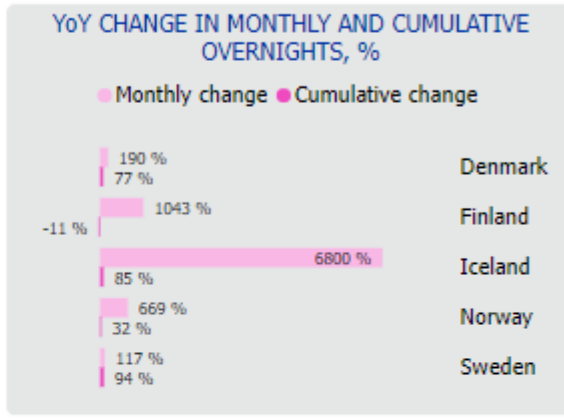 YoY CHANGE IN MONTHLY AND CUMULATIVE
OVERNIGHTS, %
Monthly change Cumulative change
190 %
77 %
Denmark
1043 %
-11 %
Finland
6800 %
85 %
Iceland
669 %
32 %
Norway
117 %
94 %
Sweden